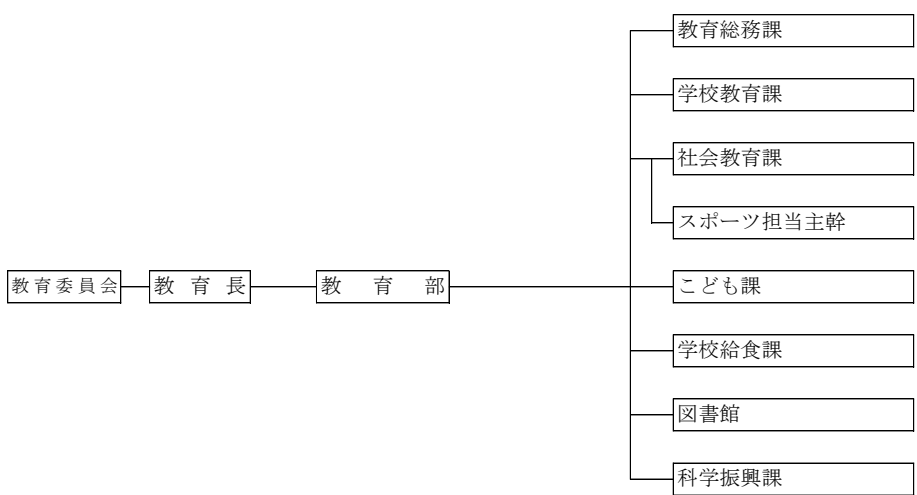 教育総務課
学校教育課
社会教育課
スポーツ担当主幹
教育委員会 教育長 教育部 こども課
学校給食課
図書館
科学振興課